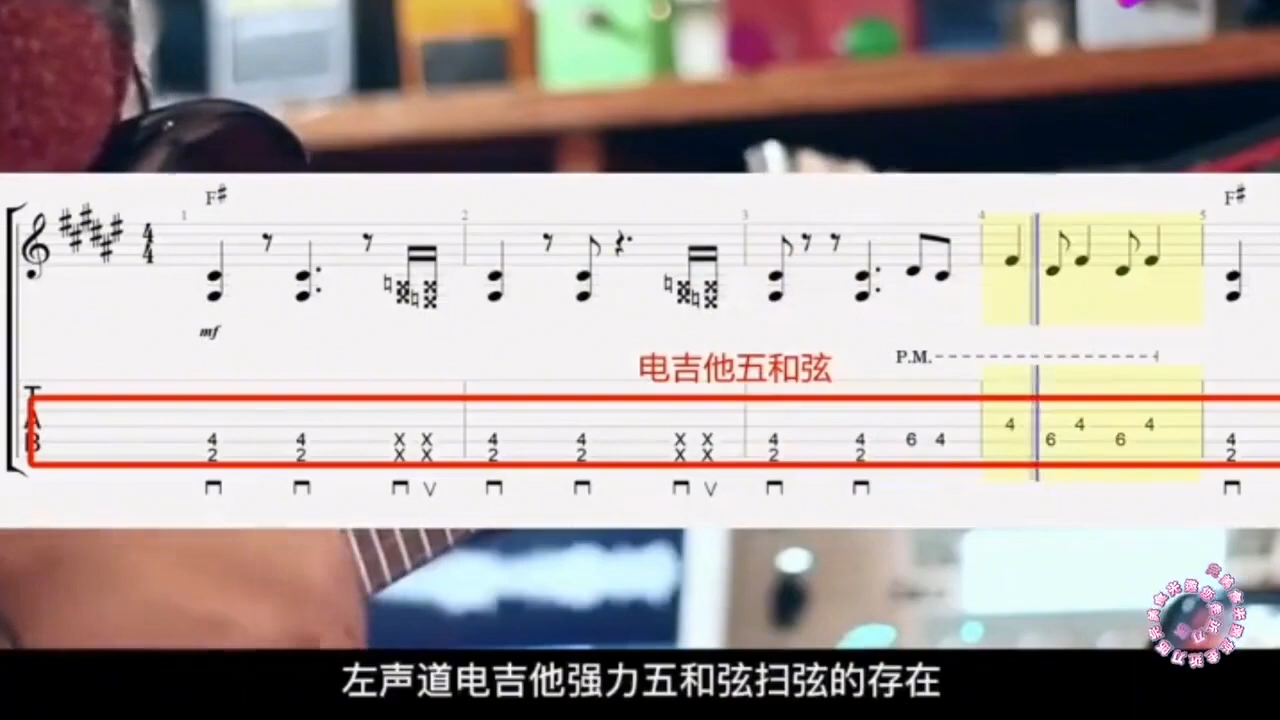 F#
F#
1
2
3
4
5
4
4
mf
电吉他五和弦
P.M.
T
A
B
4 4 X X 4 4 X X 4 4 6 4 4 6 4 6 4 4
2 2 X X 2 2 X X 2 2 2
左声道电吉他强力五和弦扫弦的存在